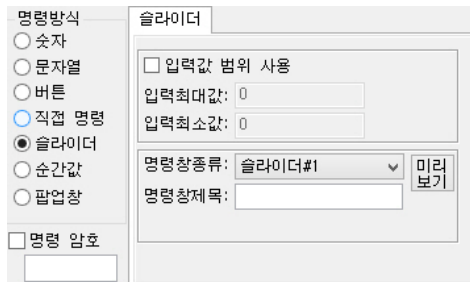 명령방식
숫자
문자열
버튼
직접 명령
슬라이더
순간값
팝업창
명령 암호
슬라이더
입력값 범위 사용
입력최대값: 0
입력최소값: 0
명령창종류: 슬라이더#1
미리
보기
명령창제목: